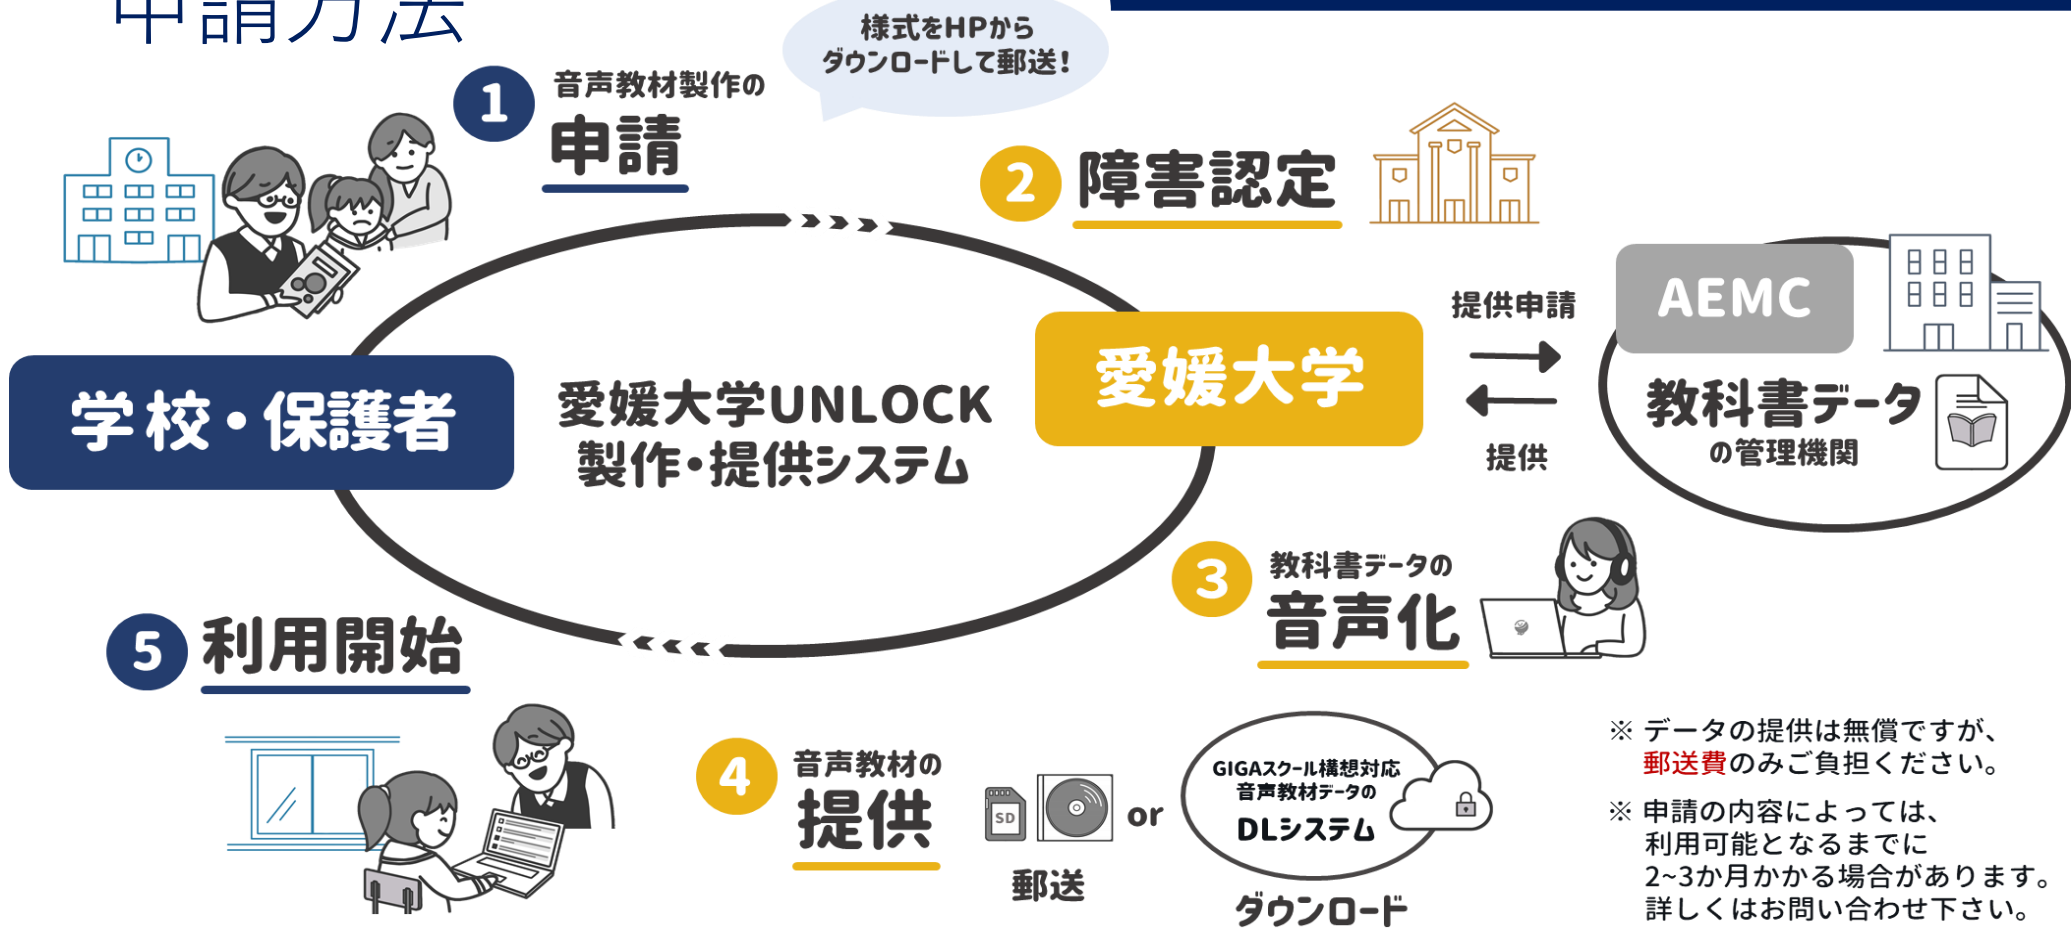 申請方法
様式をHPから
ダウンロードして郵送!
1 音声教材製作の
申請
2 障害認定
学校・保護者
愛媛大学UNLOCK
製作・提供システム
愛媛大学
提供申請
提供
AEMC
教科書データ
の管理機関
3 教科書データの
音声化
4 音声教材の
提供
SD
郵送
or
GIGAスクール構想対応
音声教材データの
DLシステム
ダウンロード
5 利用開始
※ データの提供は無償ですが、
郵送費のみご負担ください。
※ 申請の内容によっては、
利用可能となるまでに
2~3か月かかる場合があります。
詳しくはお問い合わせ下さい。